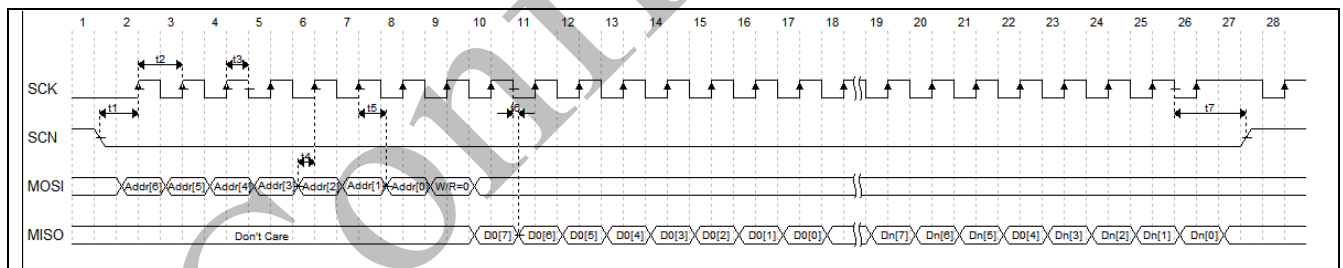 1 2 3 4 5 6 7 8 9 10 11 12 13 14 15 16 17 18 19 20 21 22 23 24 25 26 27 28
t2 t3
SCK
t1 t5 t6 t7
SCN
t4
MOSI Addr[6] Addr[5] Addr[4] Addr[3] Addr[2] Addr[1] Addr[0] W/R=0
MISO Don't Care D0[7] D0[6] D0[5] D0[4] D0[3] D0[2] D0[1] D0[0] Dn[7] Dn[6] Dn[5] D0[4] Dn[3] Dn[2] Dn[1] Dn[0]